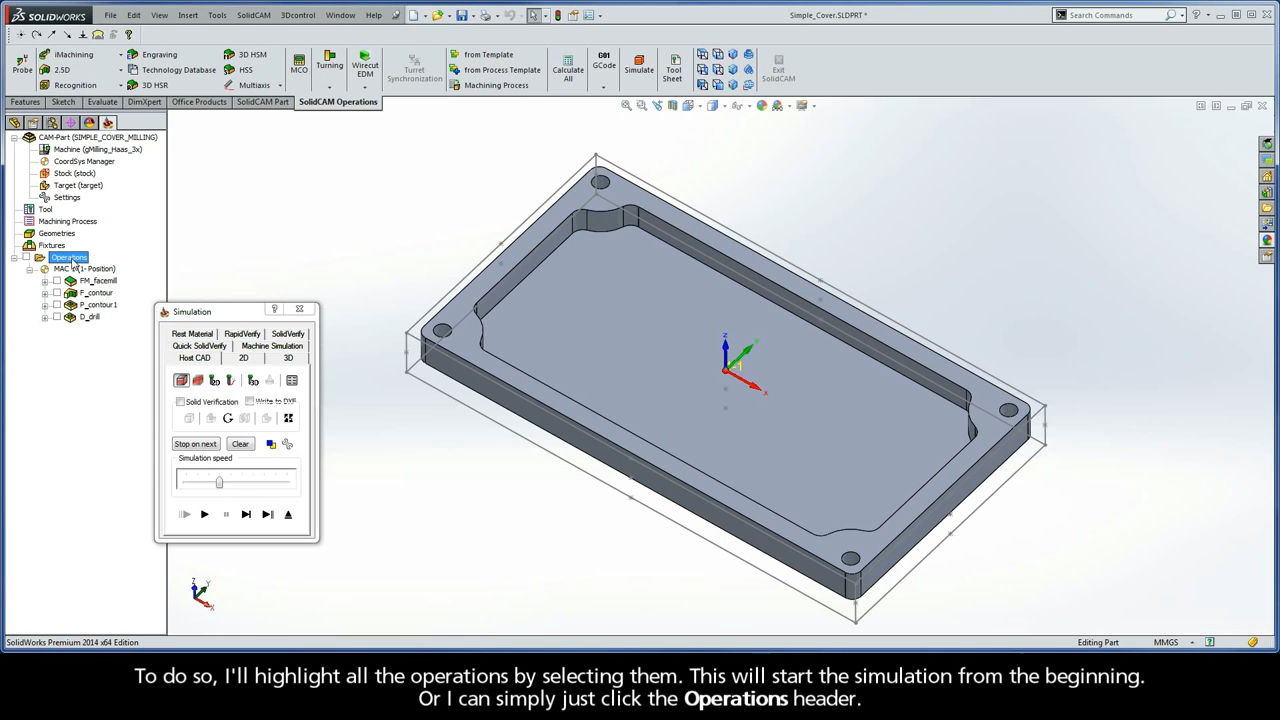 SOLIDWORKS File Edit View Insert Tools SolidCAM 3Dcontrol Window Help Simple_Cover.SLDPRT * Search Commands
Probe
iMachining
2.5D
Recognition
Engraving
Technology Database
3D HSR
3D HSM
HSS
Multiaxis
MCO
Turning
Wirecut
EDM
Turret
Synchronization
from Template
from Process Template
Machining Process
Calculate
All
G01
GCode
Simulate
Tool
Sheet
Exit
SolidCAM
Features Sketch Evaluate DimXpert Office Products SolidCAM Part SolidCAM Operations
CAM-Part (SIMPLE_COVER_MILLING)
Machine (gMilling_Haas_3x)
CoordSys Manager
Stock (stock)
Target (target)
Settings
Tool
Machining Process
Geometries
Fixtures
Operations
MAC 1 (1- Position)
FM_facemill
F_contour
P_contour1
D_drill
Simulation
Rest Material RapidVerify SolidVerify
Quick SolidVerify Machine Simulation
Host CAD 2D 3D
2D 3D
Solid Verification Write to DXF
Stop on next Clear
Simulation speed
z
x
Z
Y
X
SolidWorks Premium 2014 x64 Edition Editing Part MMGS
To do so, I'll highlight all the operations by selecting them. This will start the simulation from the beginning.
Or I can simply just click the Operations header.